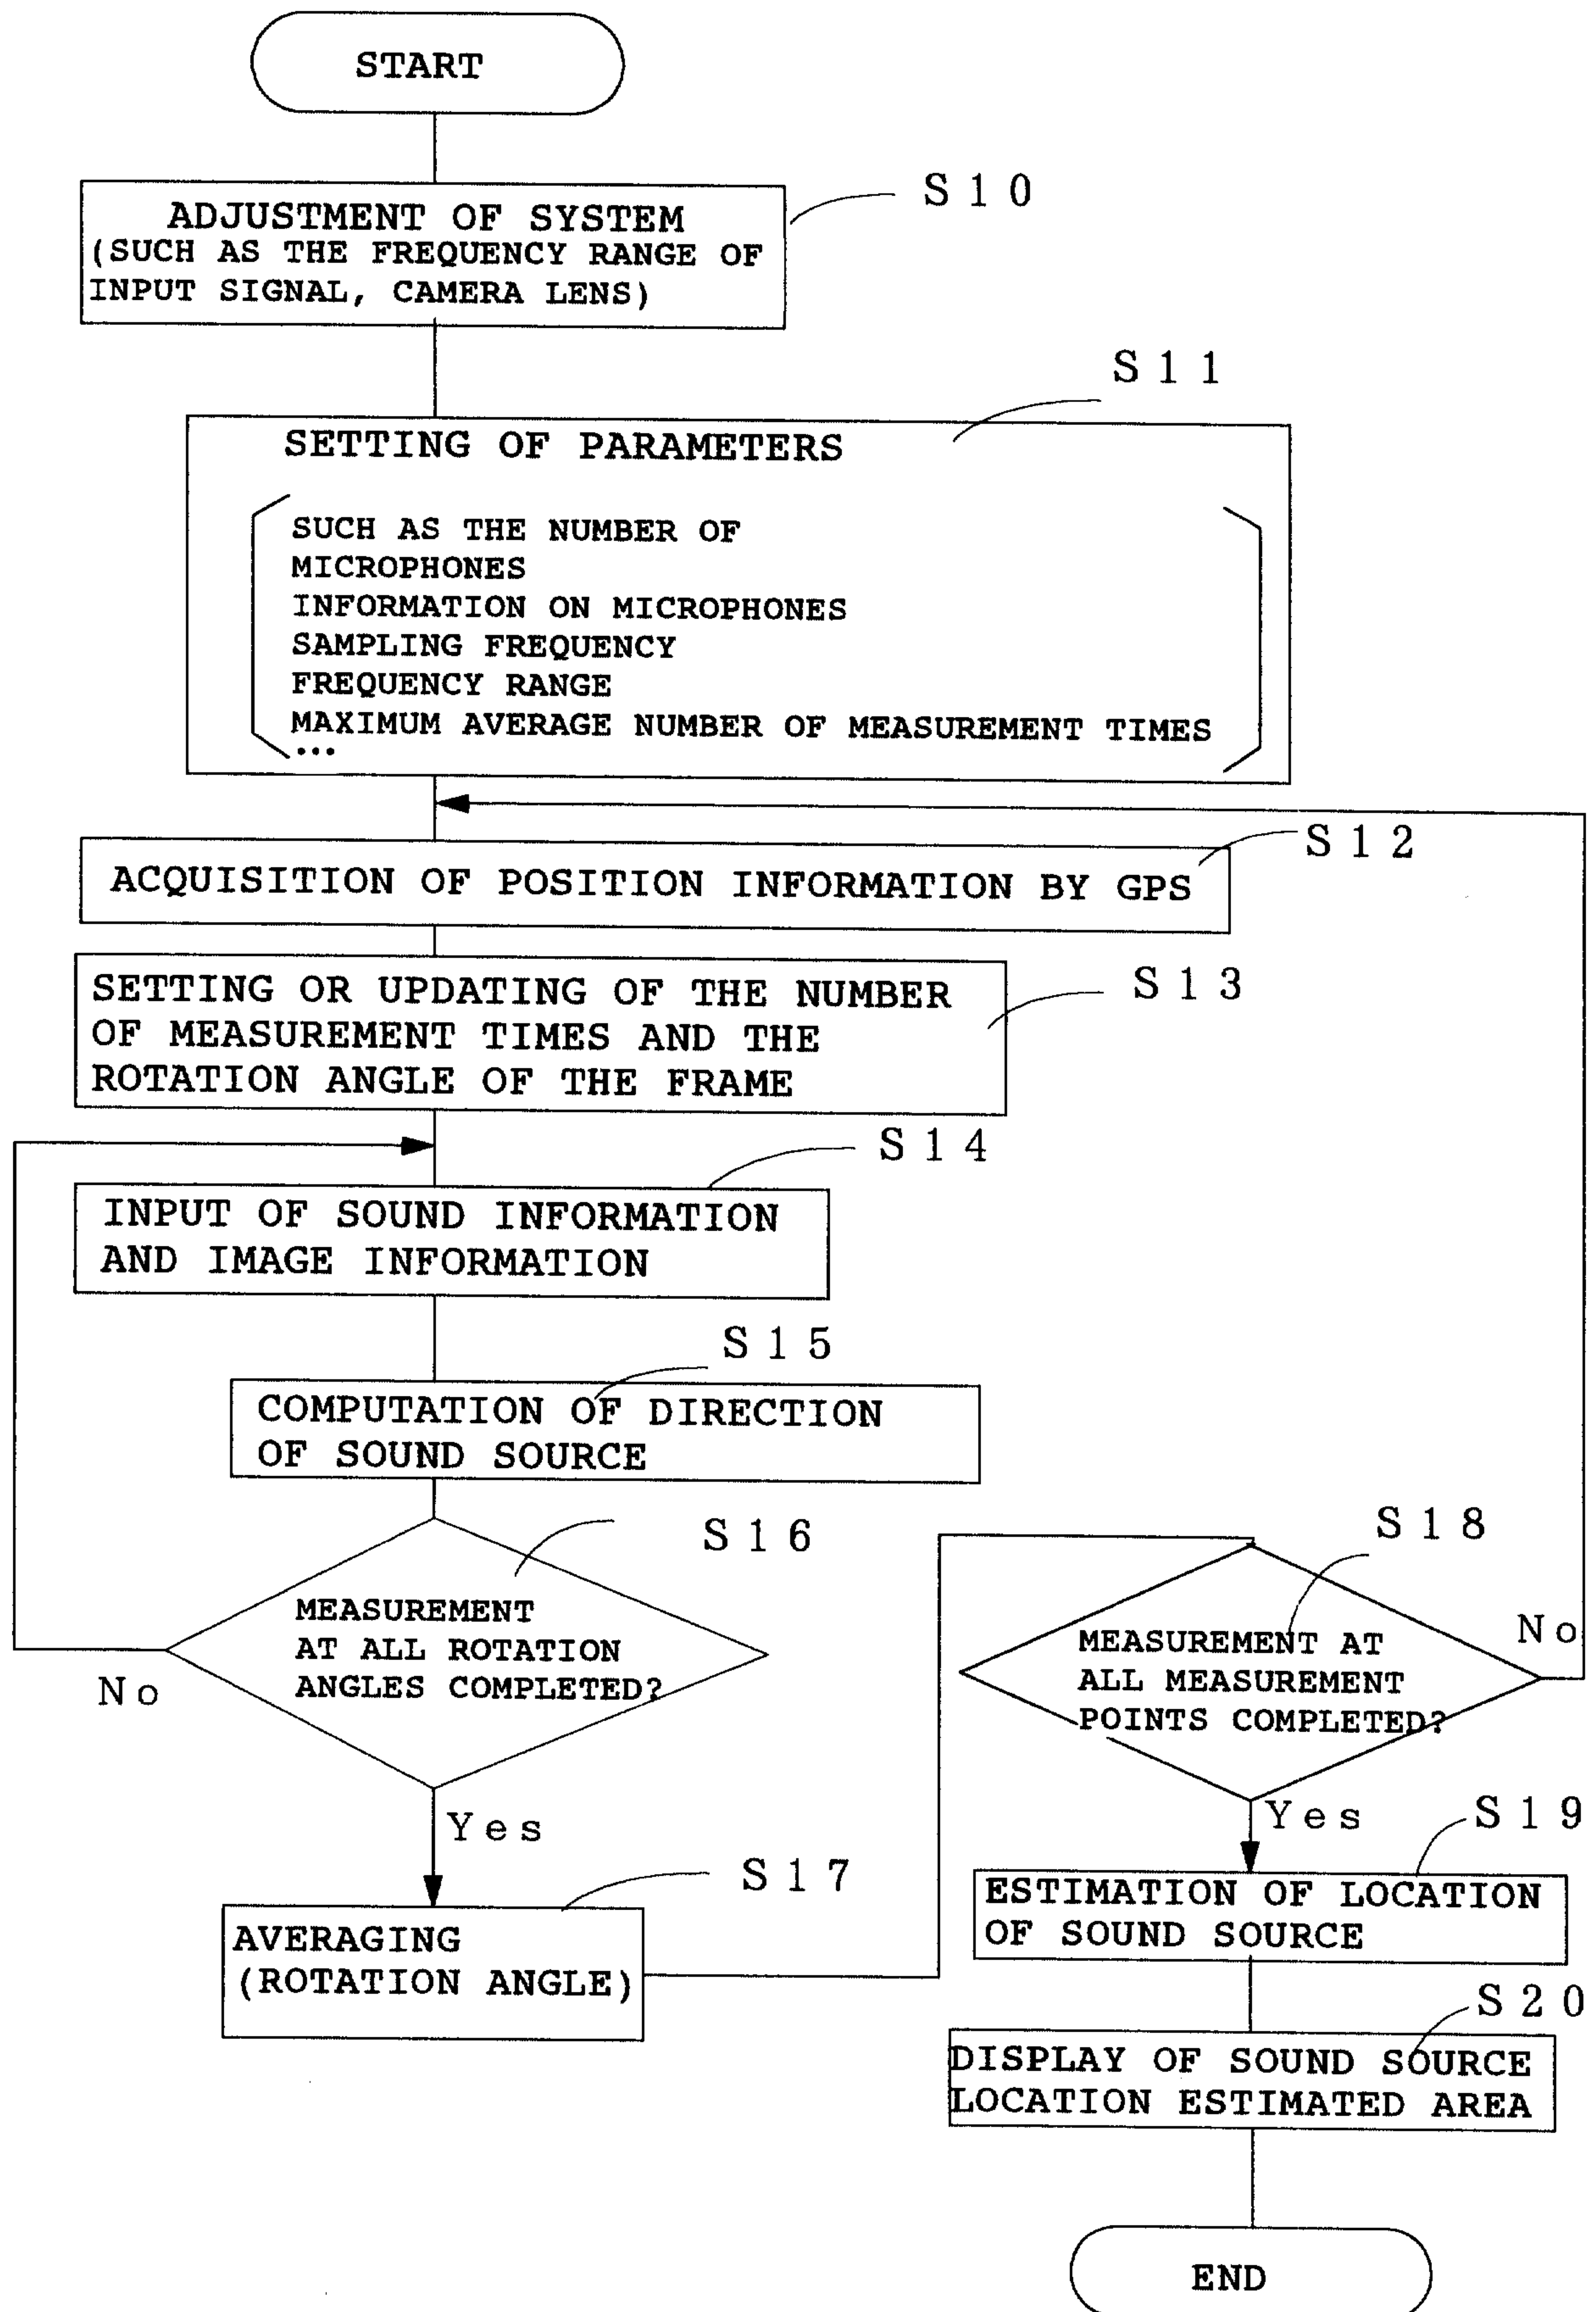 START
S10
ADJUSTMENT OF SYSTEM
(SUCH AS THE FREQUENCY RANGE OF
INPUT SIGNAL, CAMERA LENS)
S11
SETTING OF PARAMETERS
SUCH AS THE NUMBER OF
MICROPHONES
INFORMATION ON MICROPHONES
SAMPLING FREQUENCY
FREQUENCY RANGE
MAXIMUM AVERAGE NUMBER OF MEASUREMENT TIMES
...
S12
ACQUISITION OF POSITION INFORMATION BY GPS
S13
SETTING OR UPDATING OF THE NUMBER
OF MEASUREMENT TIMES AND THE
ROTATION ANGLE OF THE FRAME
S14
INPUT OF SOUND INFORMATION
AND IMAGE INFORMATION
S15
COMPUTATION OF DIRECTION
OF SOUND SOURCE
S16
MEASUREMENT
AT ALL ROTATION
ANGLES COMPLETED?
No
Yes
S17
AVERAGING
(ROTATION ANGLE)
S18
MEASUREMENT AT
ALL MEASUREMENT
POINTS COMPLETED?
No
Yes
S19
ESTIMATION OF LOCATION
OF SOUND SOURCE
S20
DISPLAY OF SOUND SOURCE
LOCATION ESTIMATED AREA
END